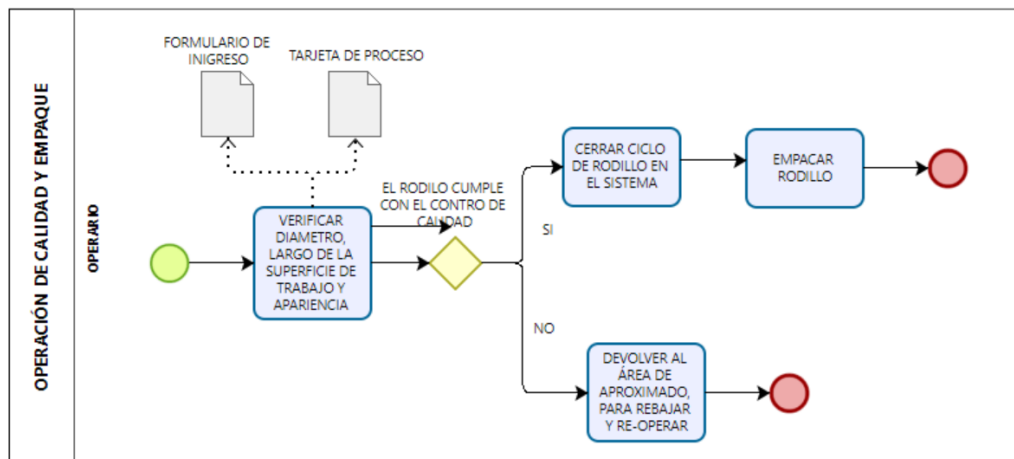 OPERACIÓN DE CALIDAD Y EMPAQUE
OPERARIO
FORMULARIO DE
INIGRESO
TARJETA DE PROCESO
VERIFICAR
DIAMETRO,
LARGO DE LA
SUPERFICIE DE
TRABAJO Y
APARIENCIA
EL RODILO CUMPLE
CON EL CONTRO DE
CALIDAD
SI
CERRAR CICLO
DE RODILLO EN
EL SISTEMA
EMPACAR
RODILLO
NO
DEVOLVER AL
ÁREA DE
APROXIMADO,
PARA REBAJAR
Y RE-OPERAR